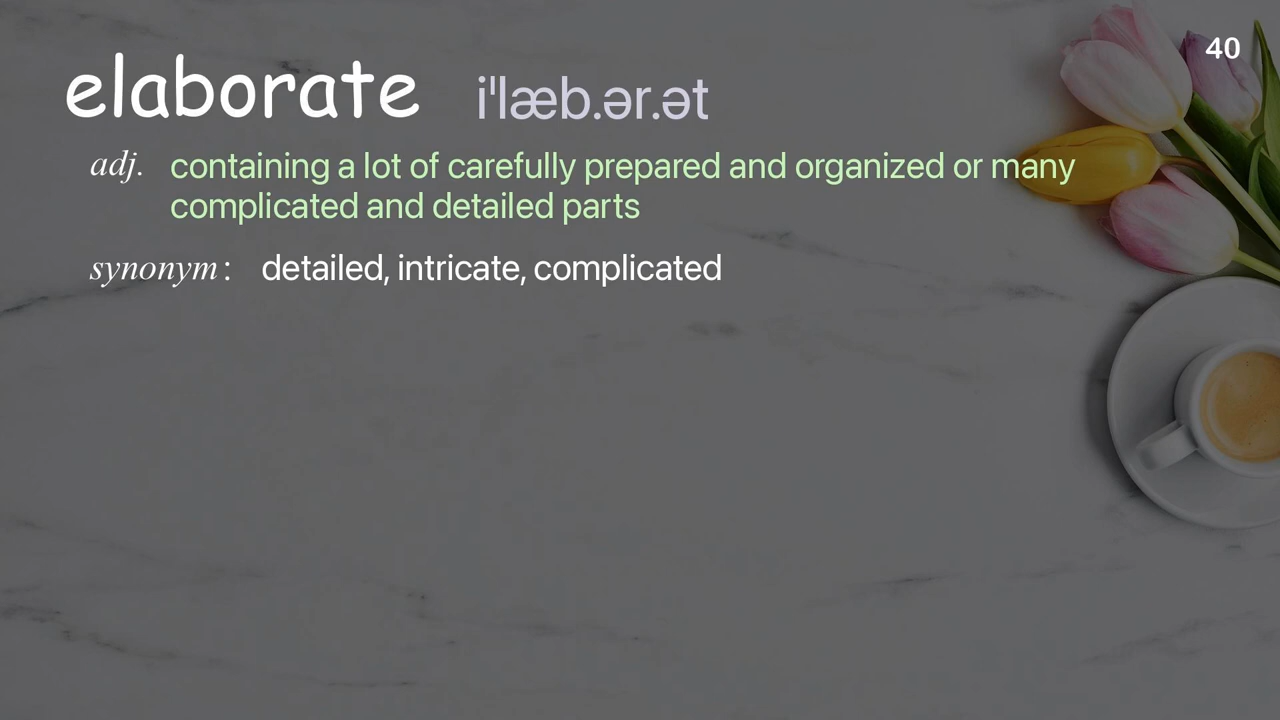 40
elaborate iˈlæb.ər.ət
adj. containing a lot of carefully prepared and organized or many
complicated and detailed parts
synonym: detailed, intricate, complicated